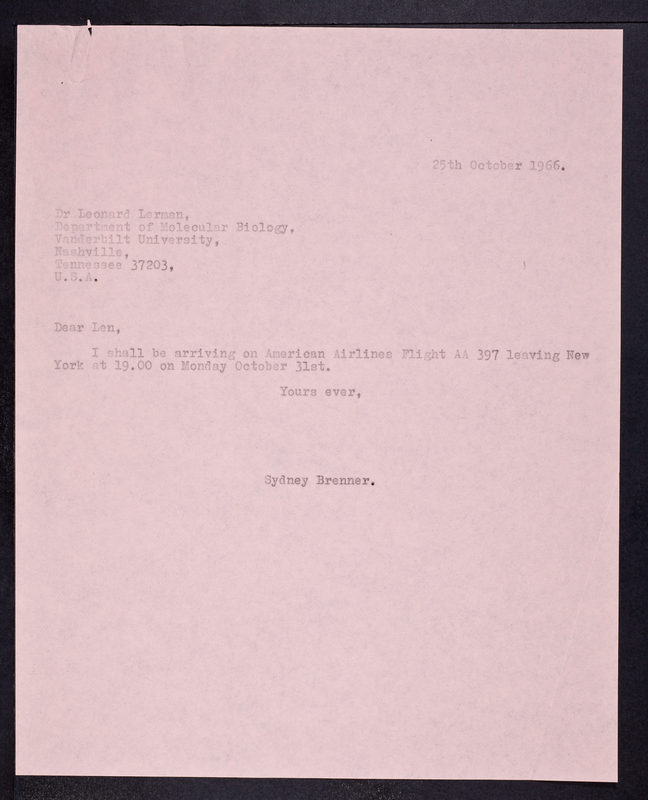 25th October 1966.
Dr Leonard Lerman,
Department of Molecular Biology,
Vanderbilt University,
Nashville,
Tennessee 37203,
U.S.A.
Dear Len,
I shall be arriving on American Airlines Flight AA 397 leaving New
York at 19.00 on Monday October 31st.
Yours ever,
Sydney Brenner.